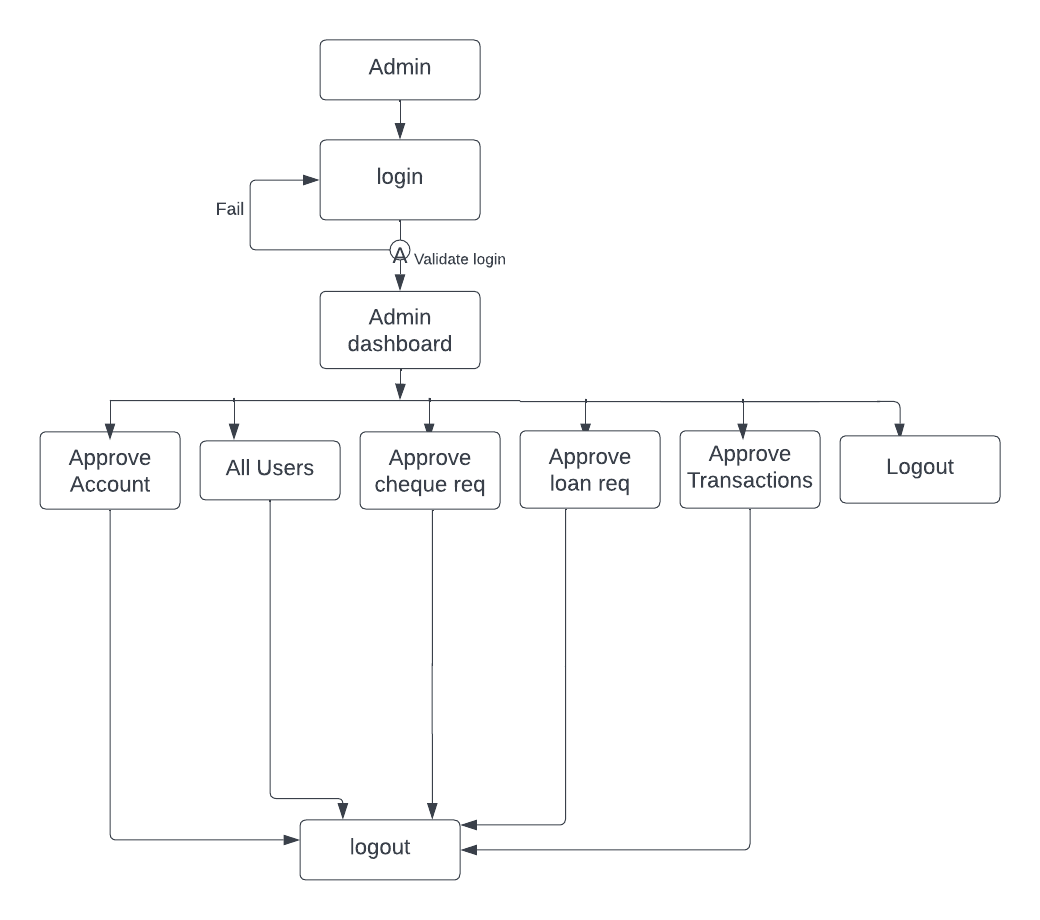 Admin
login
Fail
A
Validate login
Admin
dashboard
Approve
Account
All Users
Approve
cheque req
Approve
loan req
Approve
Transactions
Logout
logout